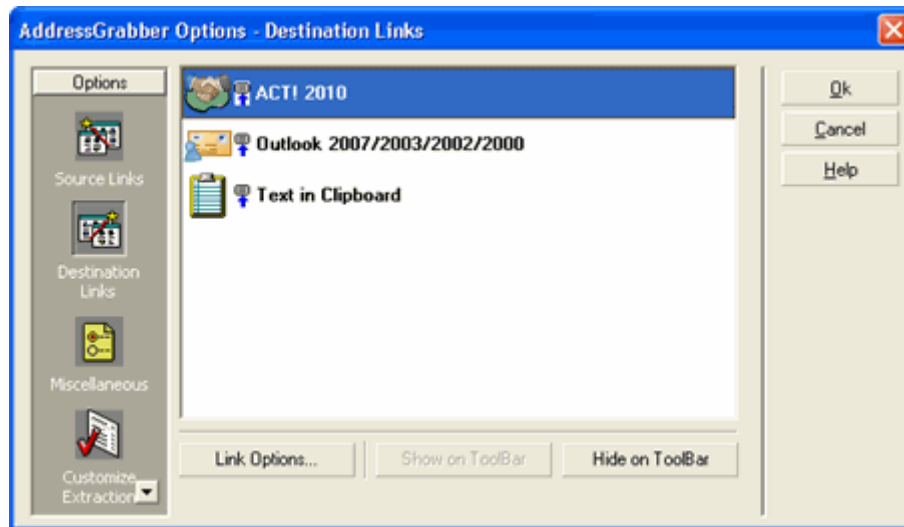 AddressGrabber Options - Destination Links
Options
Source Links
Destination
Links
Miscellaneous
Customize
Extraction
ACT! 2010
Outlook 2007/2003/2002/2000
Text in Clipboard
Link Options...
Show on ToolBar
Hide on ToolBar
Ok
Cancel
Help